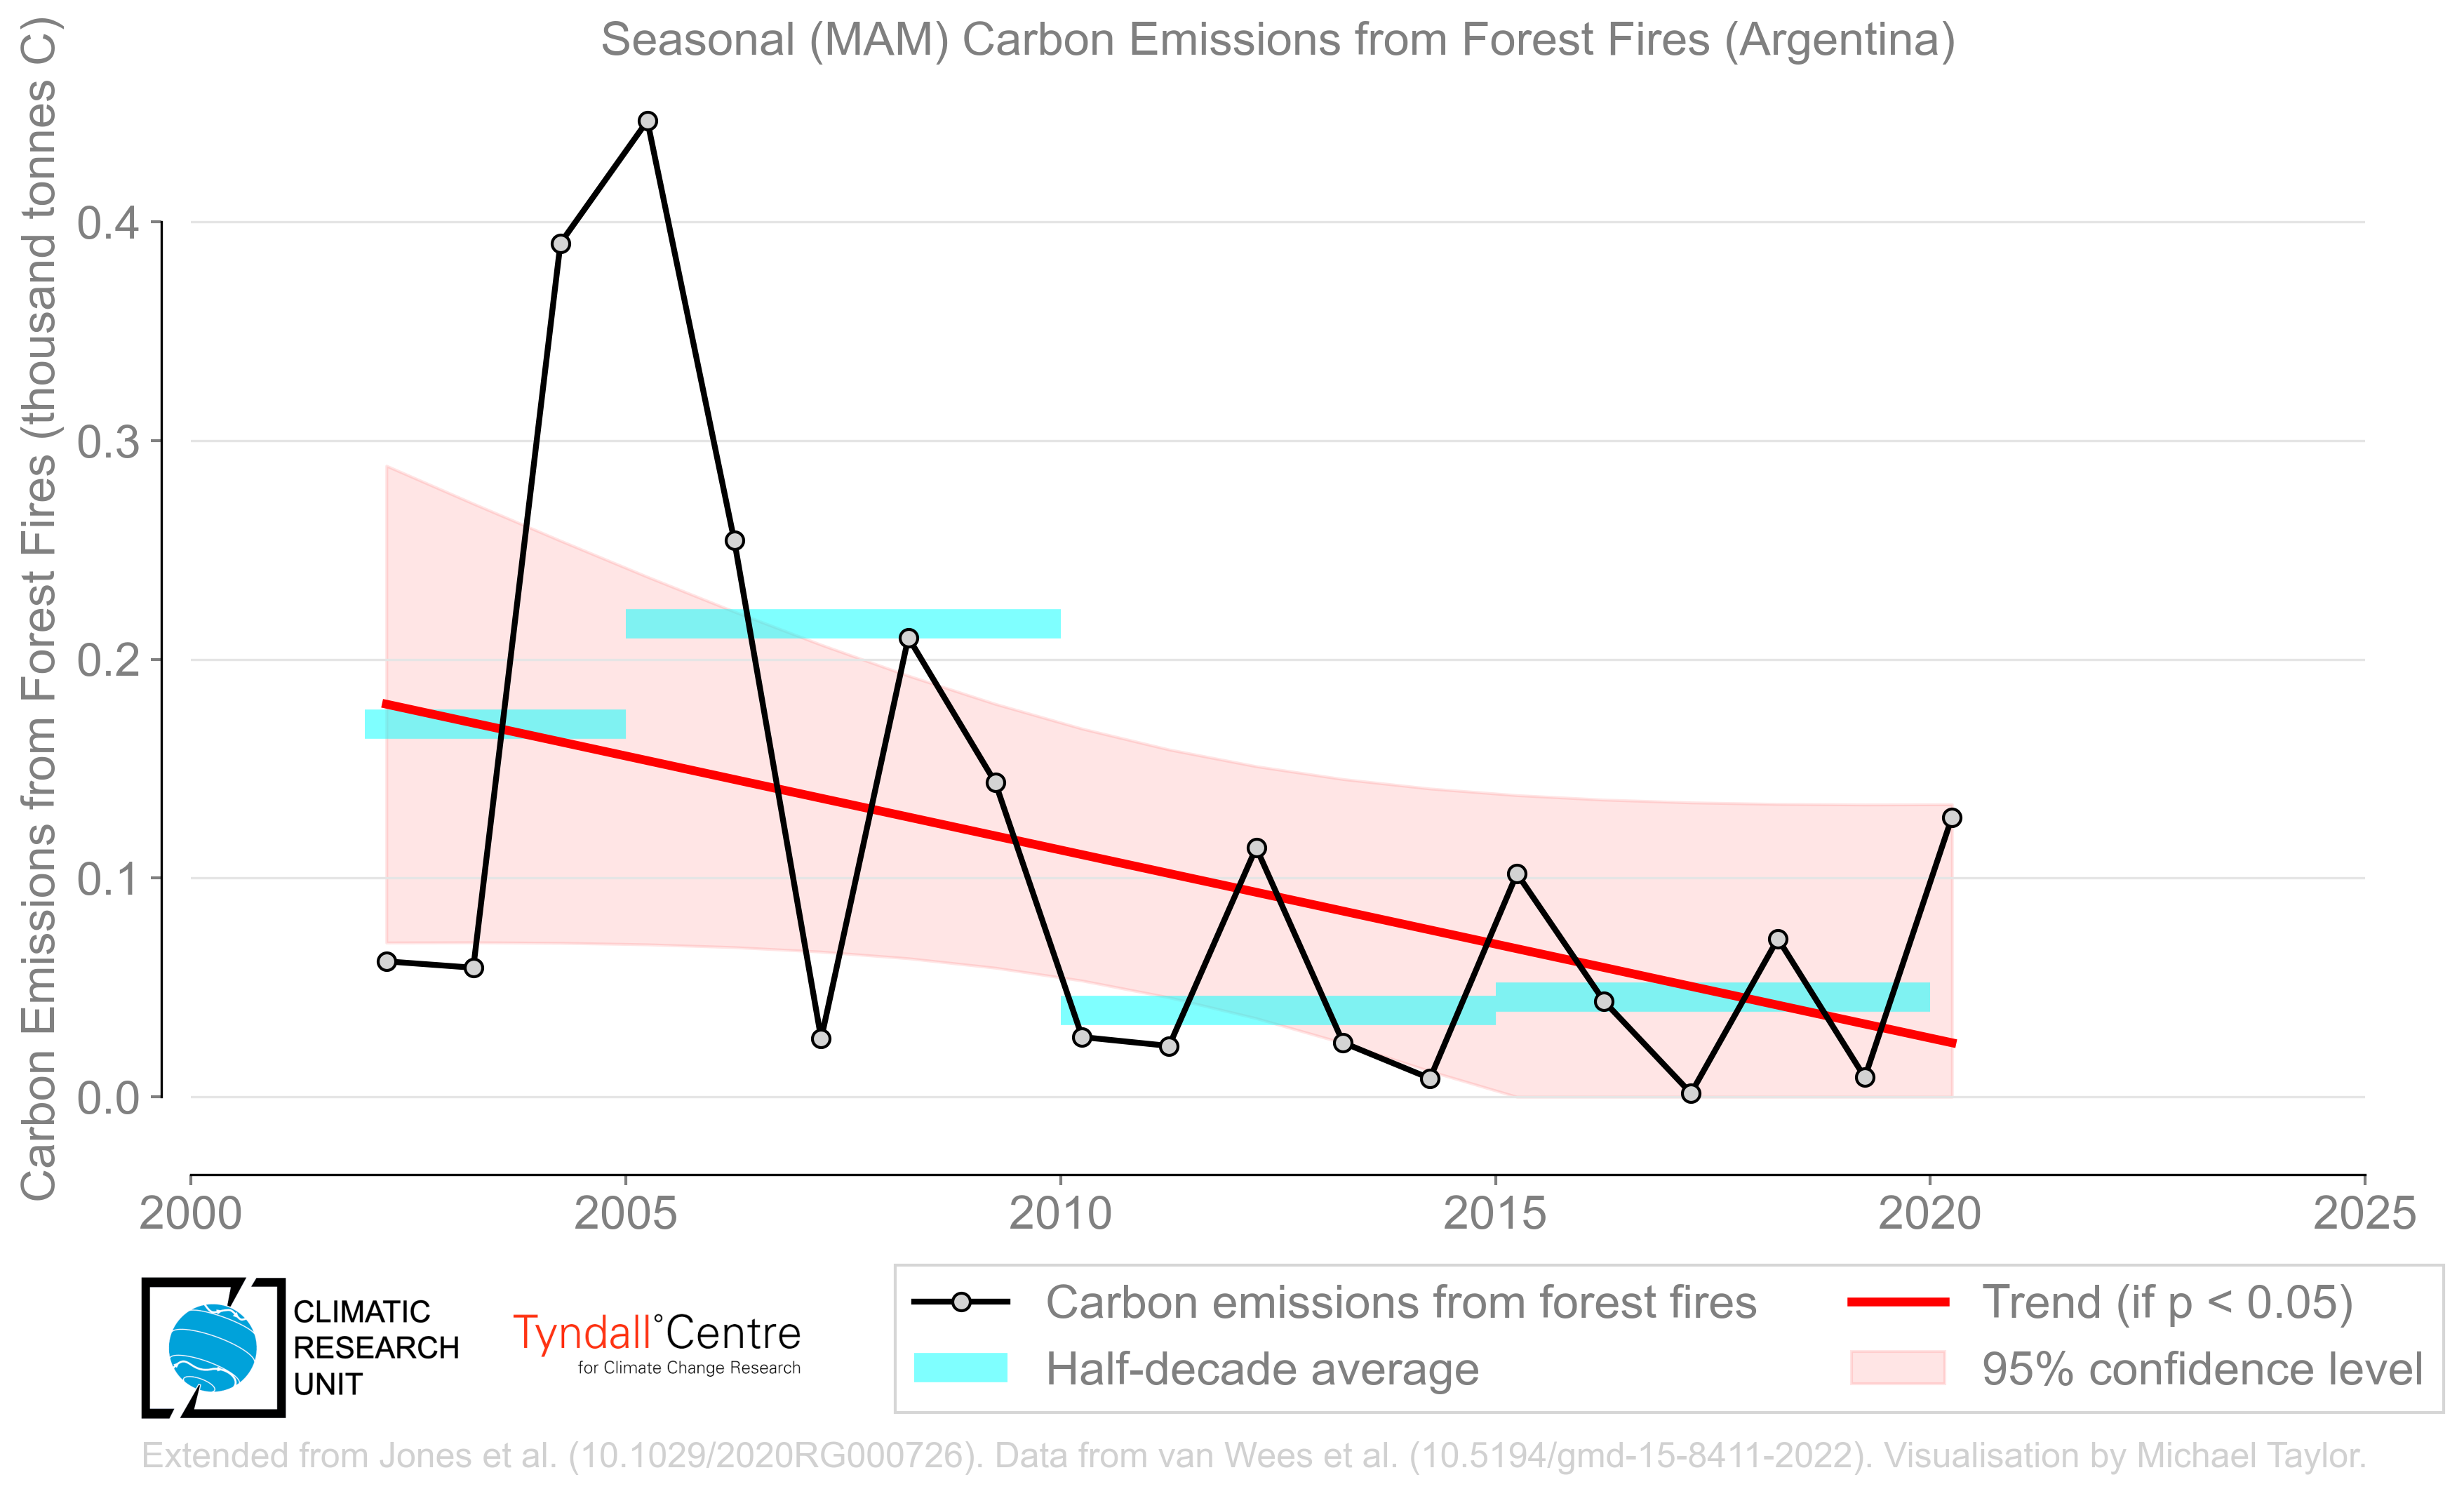 Seasonal (MAM) Carbon Emissions from Forest Fires (Argentina)
Carbon Emissions from Forest Fires (thousand tonnes C)
0.4
0.3
0.2
0.1
0.0
2000 2005 2010 2015 2020 2025
CLIMATIC
RESEARCH
UNIT
Tyndall°Centre
for Climate Change Research
Carbon emissions from forest fires
Half-decade average
Trend (if p < 0.05)
95% confidence level
Extended from Jones et al. (10.1029/2020RG000726). Data from van Wees et al. (10.5194/gmd-15-8411-2022). Visualisation by Michael Taylor.